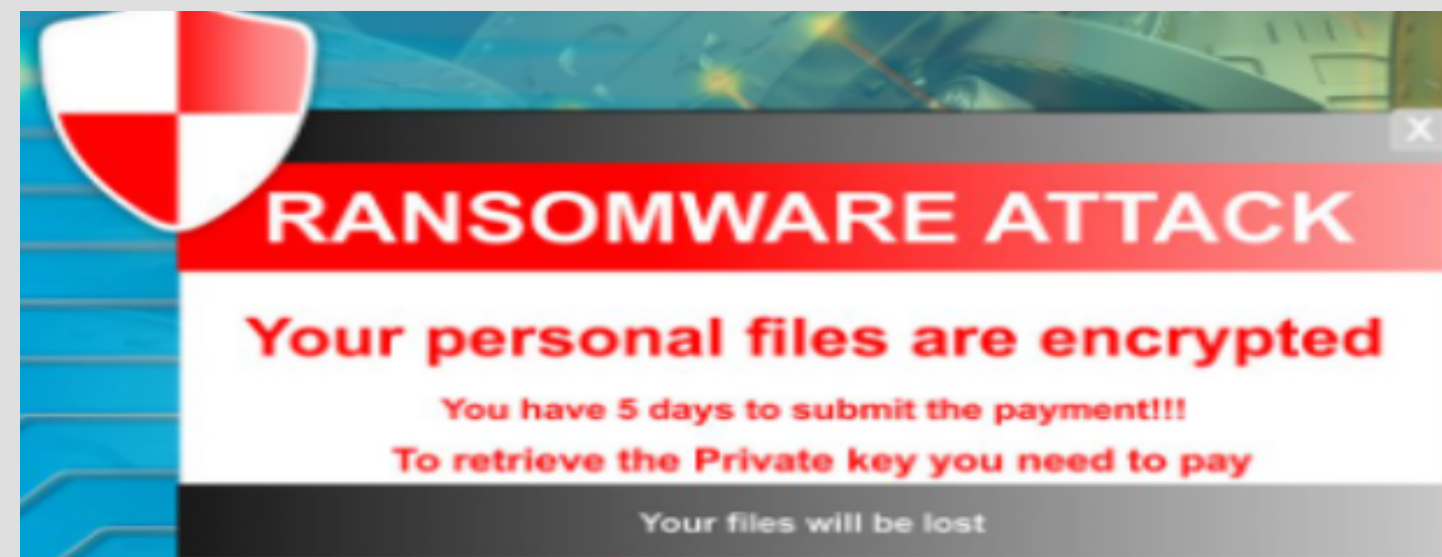 RANSOMWARE ATTACK
Your personal files are encrypted
You have 5 days to submit the payment!!!
To retrieve the Private key you need to pay
Your files will be lost